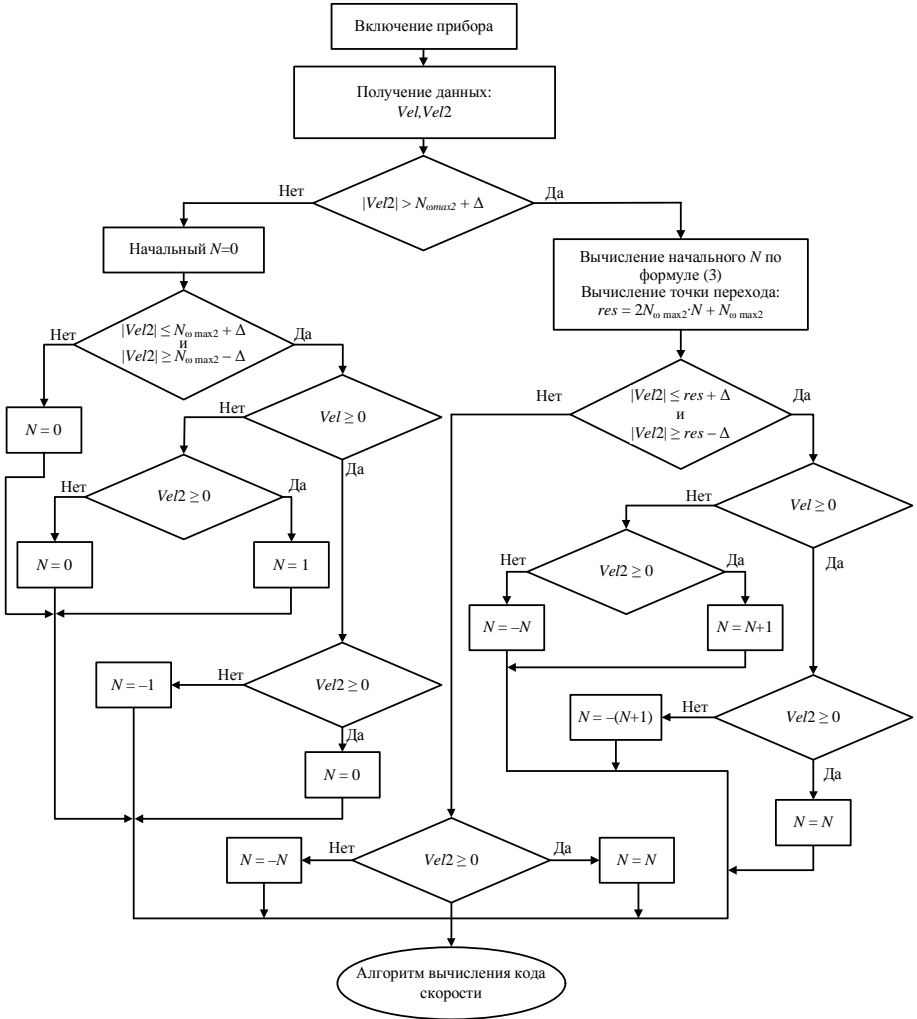 Включение прибора
Получение данных:
Vel,Vel2
|Vel2| > Nωmax2 + Δ
Нет
Да
Начальный N=0
Вычисление начального N по
формуле (3)
Вычисление точки перехода:
res = 2Nω max2·N + Nω max2
|Vel2| ≤ Nω max2 + Δ
и
|Vel2| ≥ Nω max2 – Δ
Нет
Да
|Vel2| ≤ res + Δ
и
|Vel2| ≥ res – Δ
Нет
Да
N = 0
Vel ≥ 0
Нет
Да
Vel2 ≥ 0
Нет
Да
N = 0
N = 1
Vel ≥ 0
Нет
Да
Vel2 ≥ 0
Нет
Да
N = –N
N = N+1
Vel2 ≥ 0
Нет
Да
N = –1
N = 0
Vel2 ≥ 0
Нет
Да
N = –(N+1)
N = N
Vel2 ≥ 0
Нет
Да
N = –N
N = N
Алгоритм вычисления кода
скорости